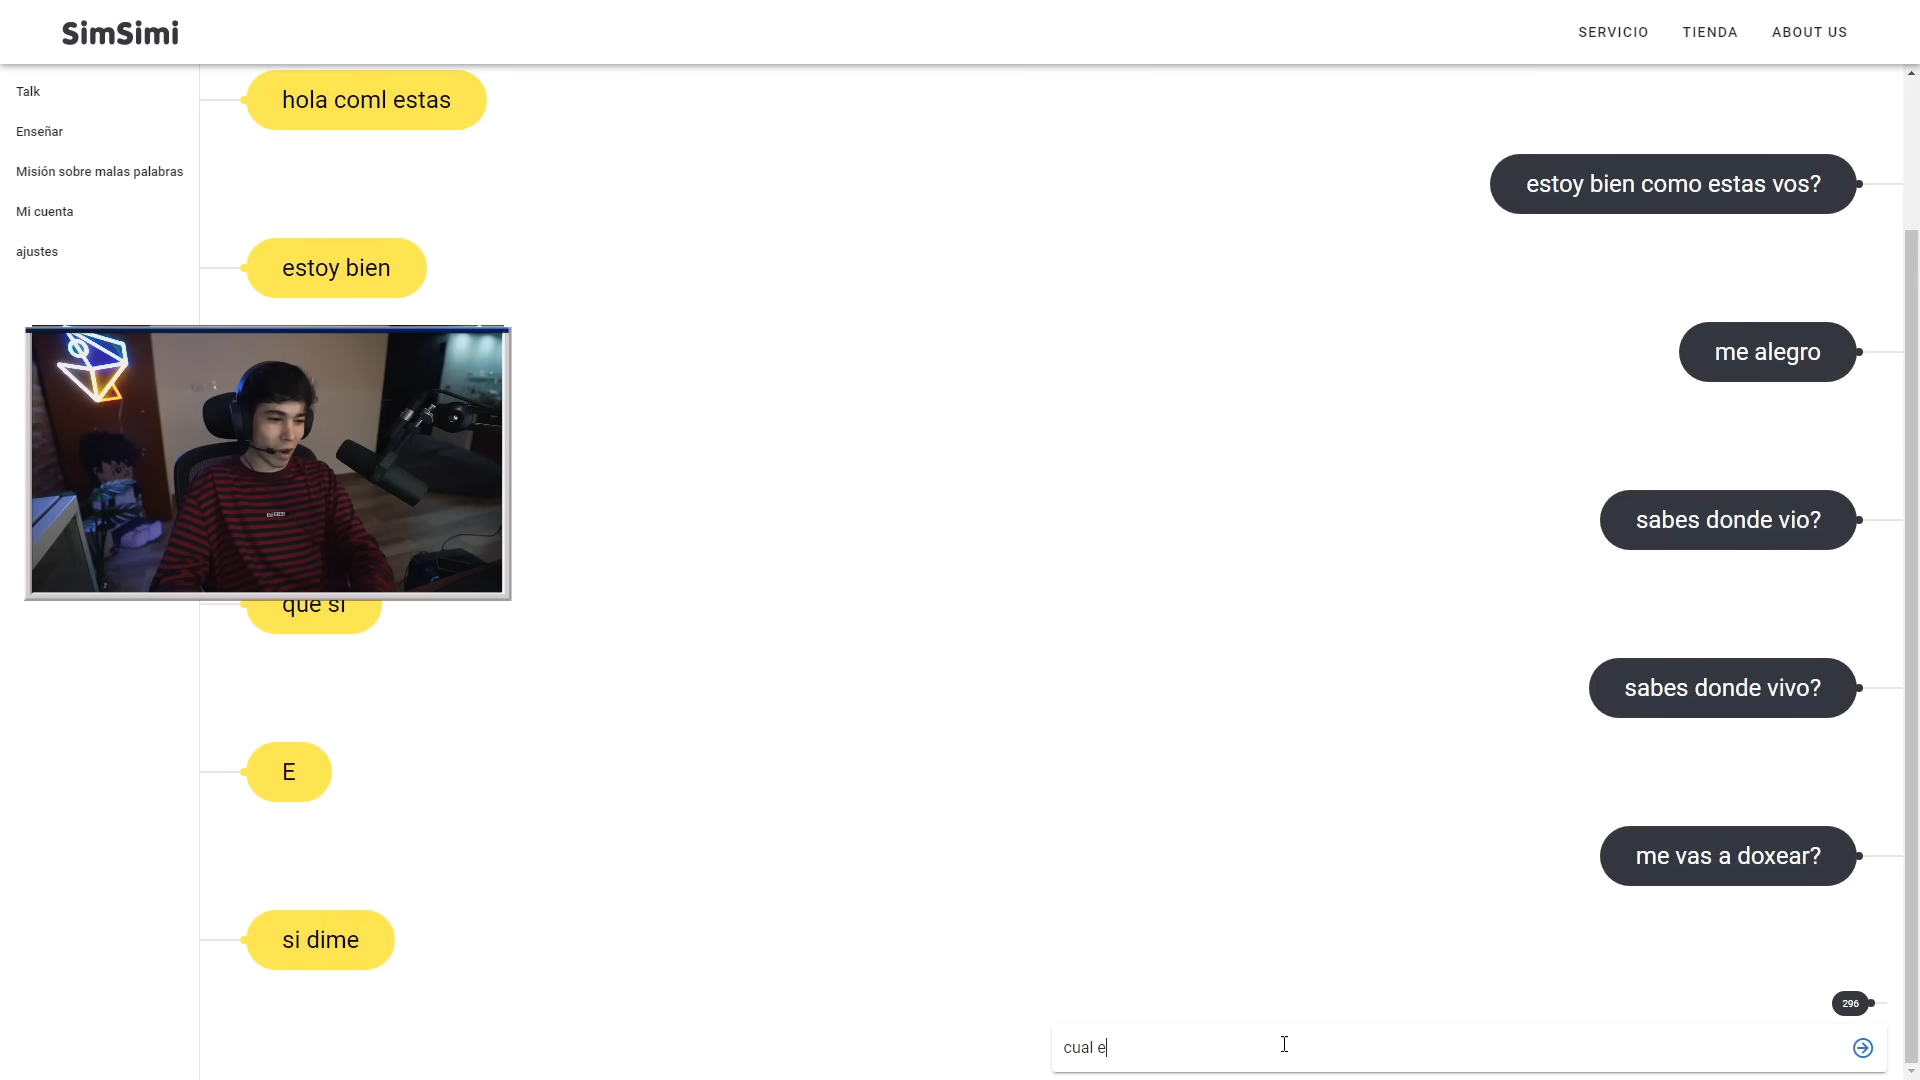 SimSimi
SERVICIO
TIENDA
ABOUT US
Talk
Enseñar
Misión sobre malas palabras
Mi cuenta
ajustes
hola coml estas
estoy bien como estas vos?
estoy bien
me alegro
sabes donde vio?
que si
sabes donde vivo?
E
me vas a doxear?
si dime
296
cual e